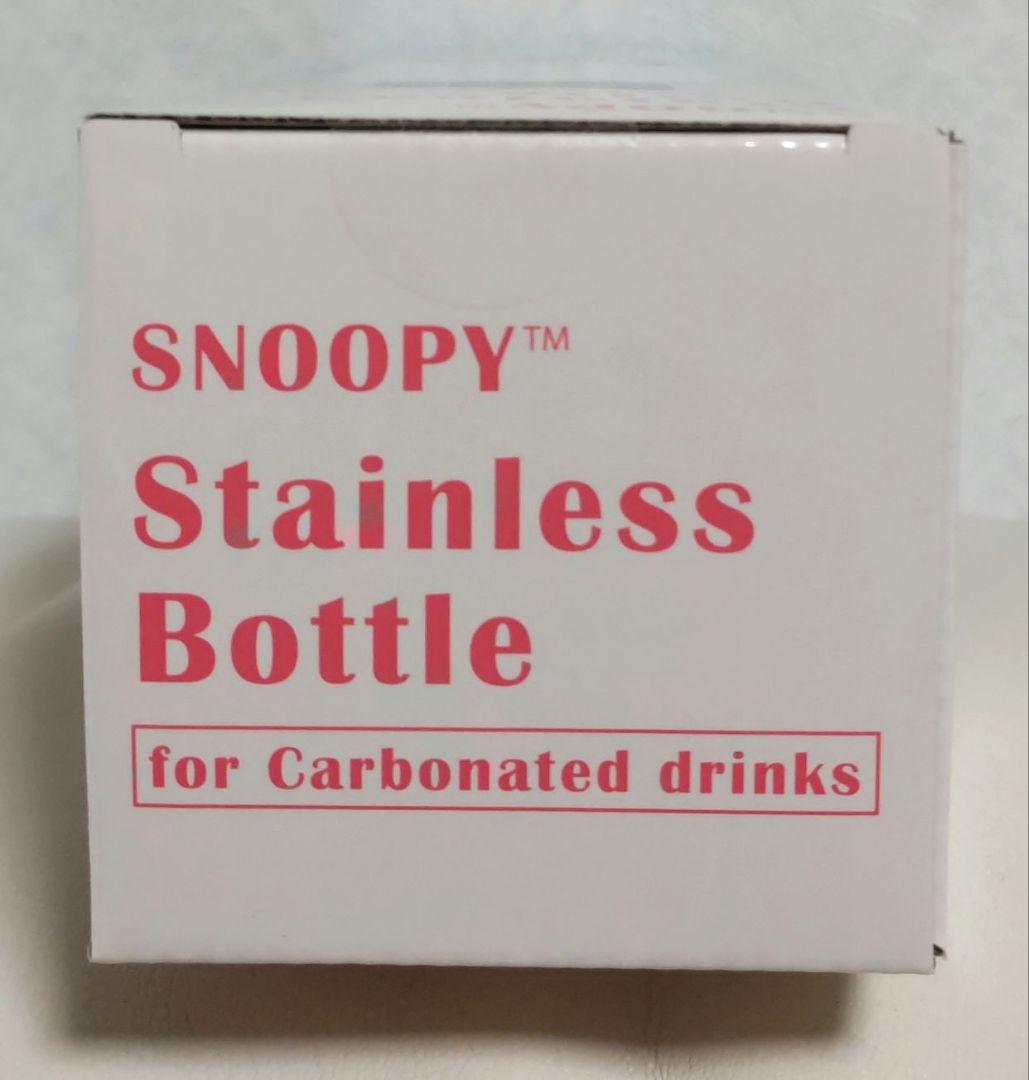 SNOOPY™
Stainless
Bottle
for Carbonated drinks